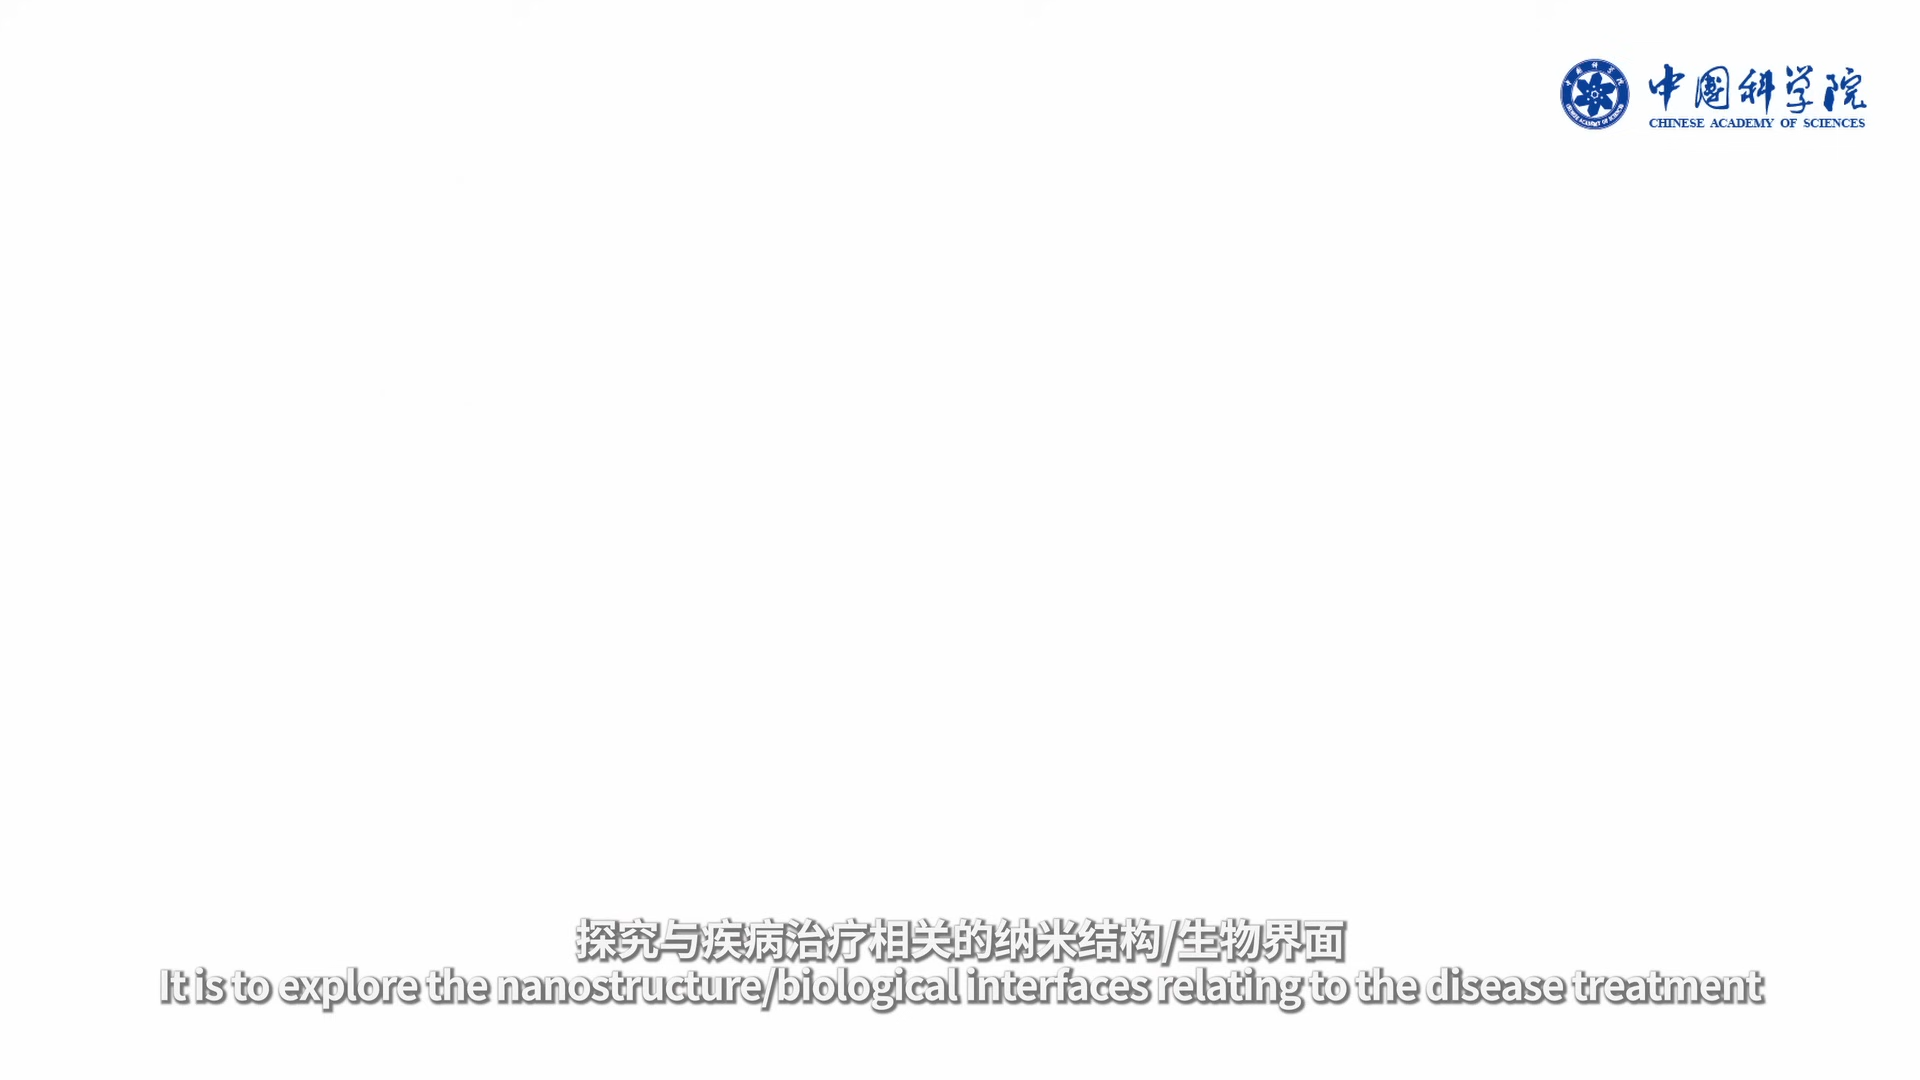 中国科学院
CHINESE ACADEMY OF SCIENCES
探究与疾病治疗相关的纳米结构/生物界面
It is to explore the nanostructure/biological interfaces relating to the disease treatment